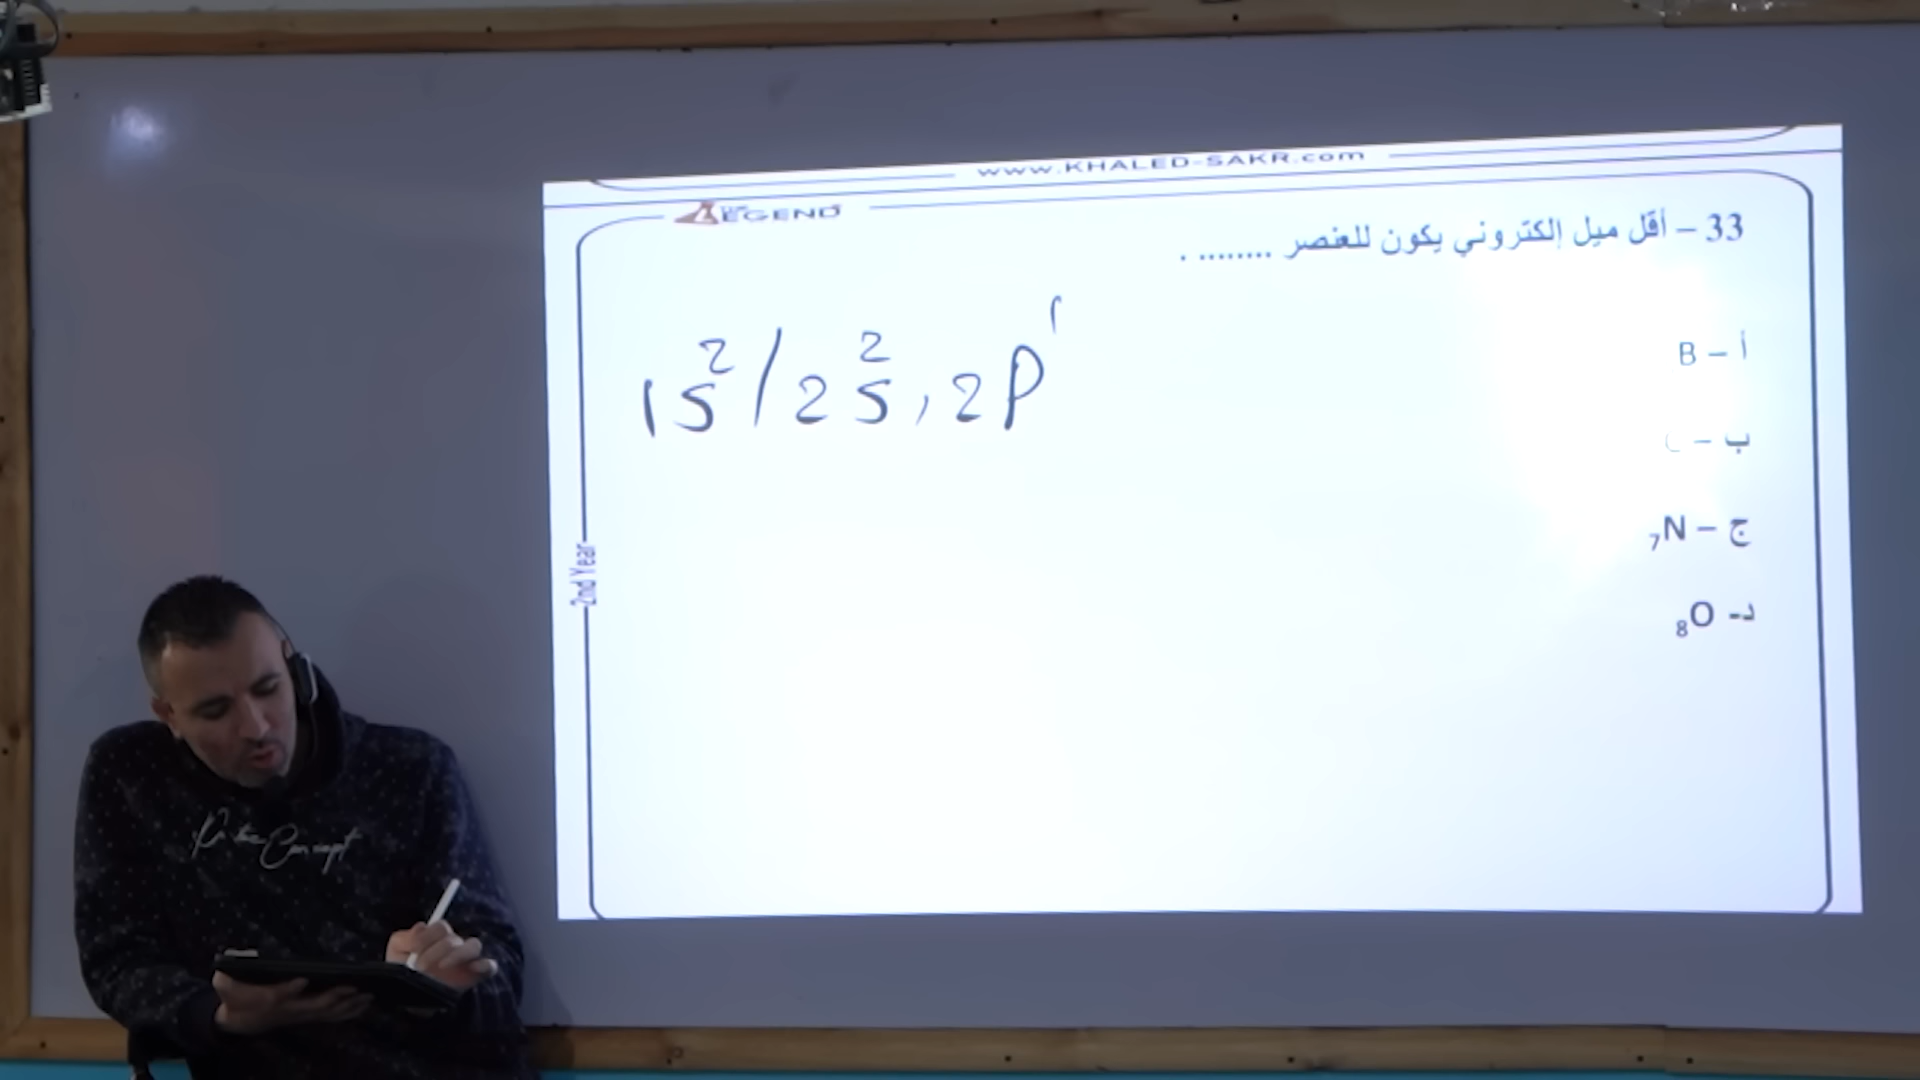 www.KHALED-SAKR.com
LEGEND
33 – أقل ميل إلكتروني يكون للعنصر ........ .
1s²/2s², 2p¹
أ – B
ب –
ج – ₇N
د- ₈O
2nd Year